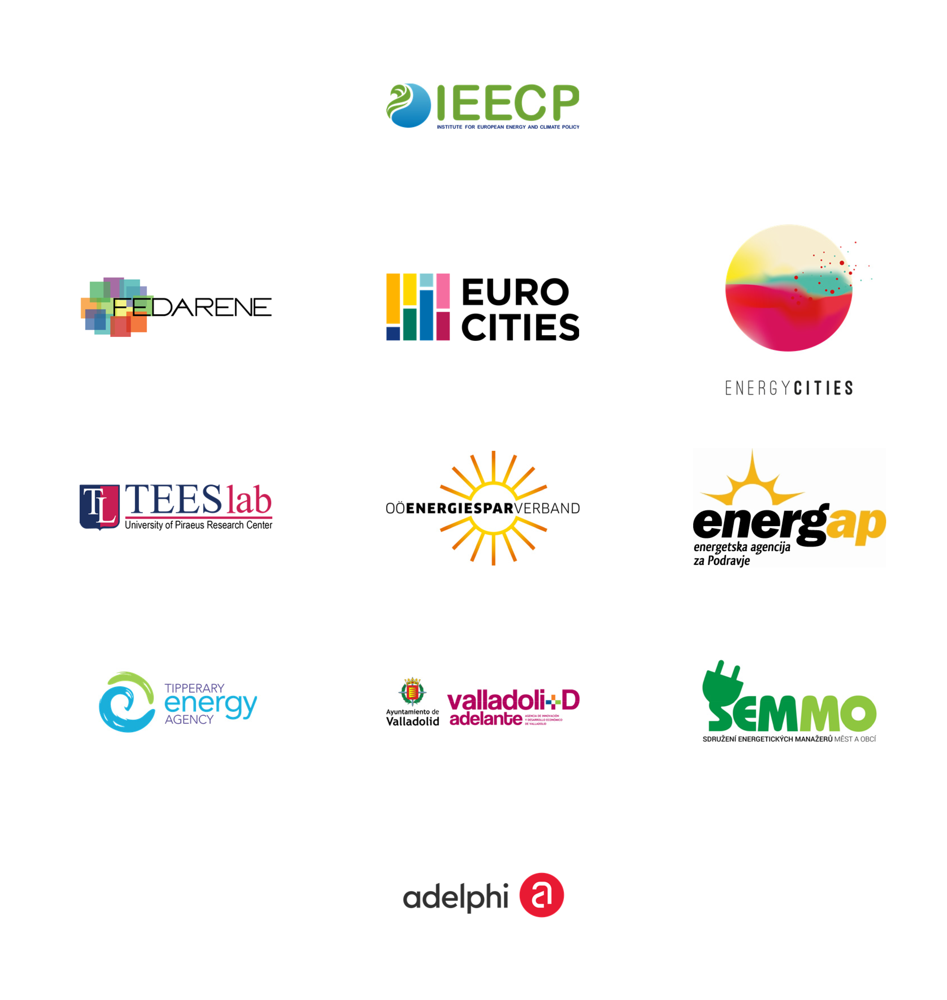 IEECP
INSTITUTE FOR EUROPEAN ENERGY AND CLIMATE POLICY
FEDARENE
EURO
CITIES
ENERGYCITIES
TL
TEESlab
University of Piraeus Research Center
OÖENERGIESPARVERBAND
energap
energetska agencija
za Podravje
TIPPERARY
energy
AGENCY
Ayuntamiento de
Valladolid
valladoli+D
adelante
AGENCIA DE INNOVACIÓN
Y DESARROLLO ECONÓMICO
DE VALLADOLID
SEMMO
SDRUŽENÍ ENERGETICKÝCH MANAŽERŮ MĚST A OBCÍ
adelphi a